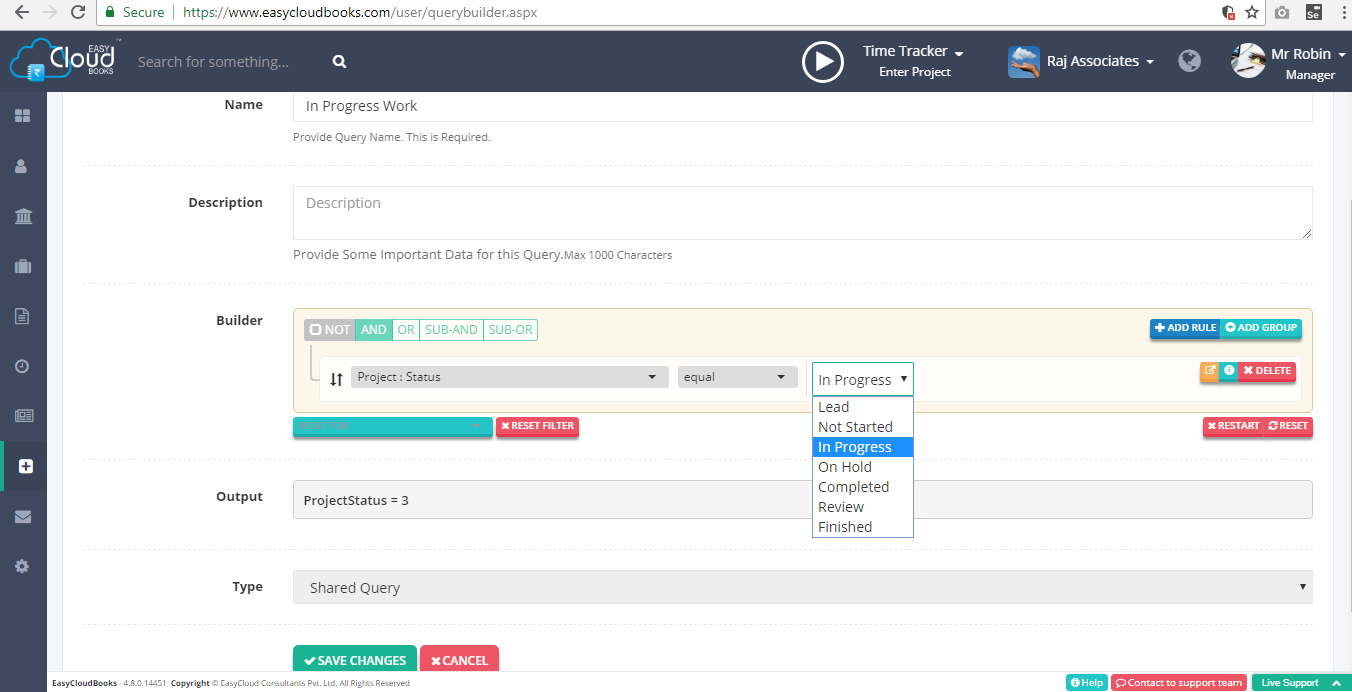 Secure https://www.easycloudbooks.com/user/querybuilder.aspx
Se
EASY
Cloud
BOOKS
™
Search for something...
Time Tracker
Enter Project
Raj Associates
Mr Robin
Manager
Name
In Progress Work
Provide Query Name. This is Required.
Description
Description
Provide Some Important Data for this Query.Max 1000 Characters
Builder
NOT AND OR SUB-AND SUB-OR
ADD RULE ADD GROUP
Project : Status
equal
In Progress
DELETE
Lead
Not Started
In Progress
On Hold
Completed
Review
Finished
RESET FILTER
RESTART RESET
Output
ProjectStatus = 3
Type
Shared Query
SAVE CHANGES
CANCEL
EasyCloudBooks - 4.8.0.14451 Copyright © EasyCloud Consultants Pvt. Ltd. All Rights Reserved
Help
Contact to support team
Live Support